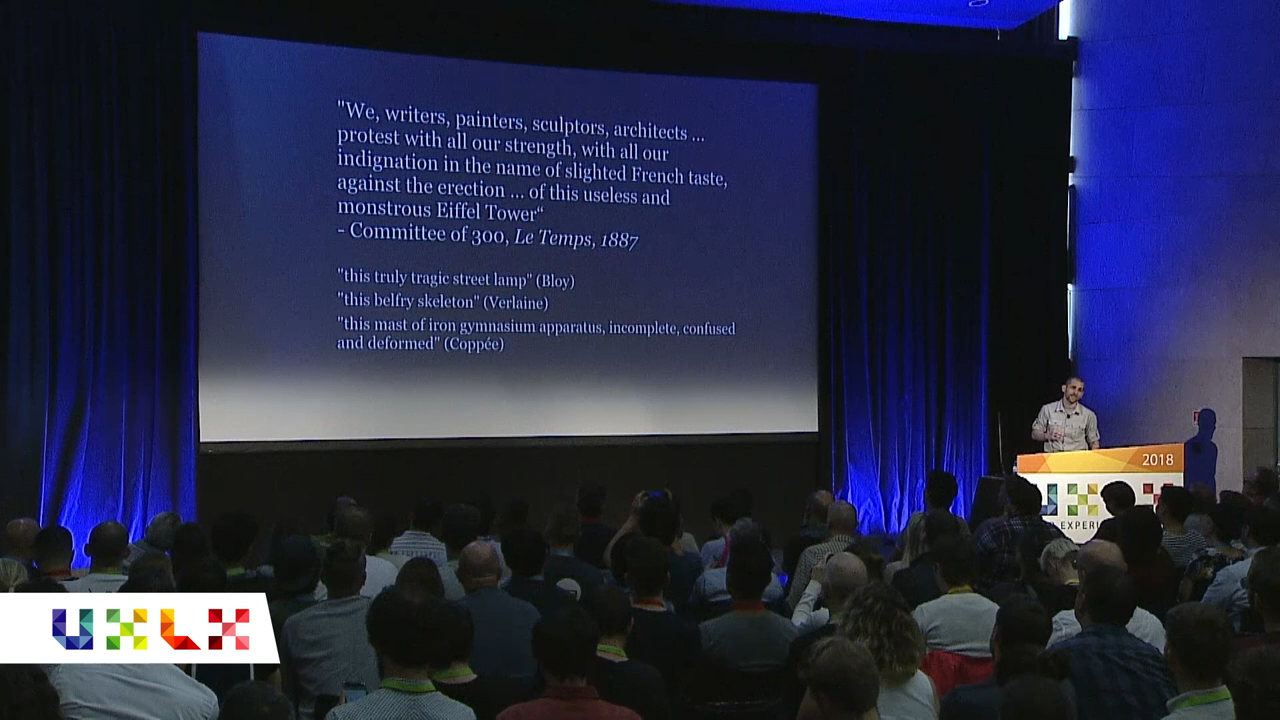 "We, writers, painters, sculptors, architects ...
protest with all our strength, with all our
indignation in the name of slighted French taste,
against the erection ... of this useless and
monstrous Eiffel Tower“
- Committee of 300, Le Temps, 1887
"this truly tragic street lamp" (Bloy)
"this belfry skeleton" (Verlaine)
"this mast of iron gymnasium apparatus, incomplete, confused
and deformed" (Coppée)
2018
UXLX